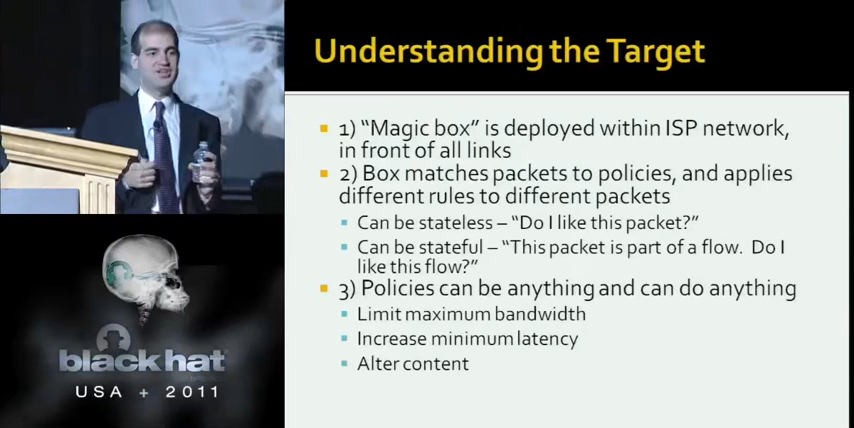 Understanding the Target
1) “Magic box” is deployed within ISP network,
in front of all links
2) Box matches packets to policies, and applies
different rules to different packets
Can be stateless – “Do I like this packet?”
Can be stateful – “This packet is part of a flow. Do I
like this flow?”
3) Policies can be anything and can do anything
Limit maximum bandwidth
Increase minimum latency
Alter content
black hat
USA + 2011